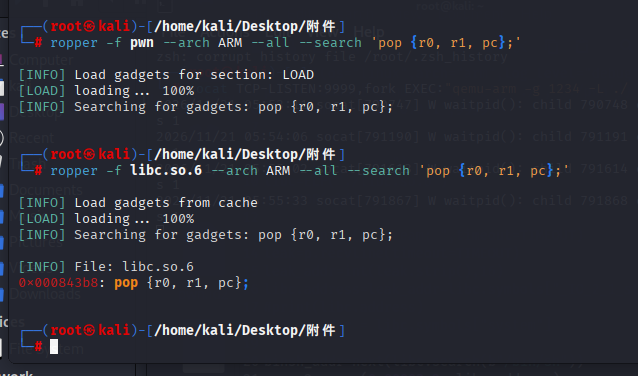 ┌──(root㉿kali)-[/home/kali/Desktop/附件]
└─# ropper -f pwn --arch ARM --all --search 'pop {r0, r1, pc};'
[INFO] Load gadgets for section: LOAD
[LOAD] loading... 100%
[INFO] Searching for gadgets: pop {r0, r1, pc};
┌──(root㉿kali)-[/home/kali/Desktop/附件]
└─# ropper -f libc.so.6 --arch ARM --all --search 'pop {r0, r1, pc};'
[INFO] Load gadgets from cache
[LOAD] loading... 100%
[INFO] Searching for gadgets: pop {r0, r1, pc};
[INFO] File: libc.so.6
0x000843b8: pop {r0, r1, pc};
┌──(root㉿kali)-[/home/kali/Desktop/附件]
└─#